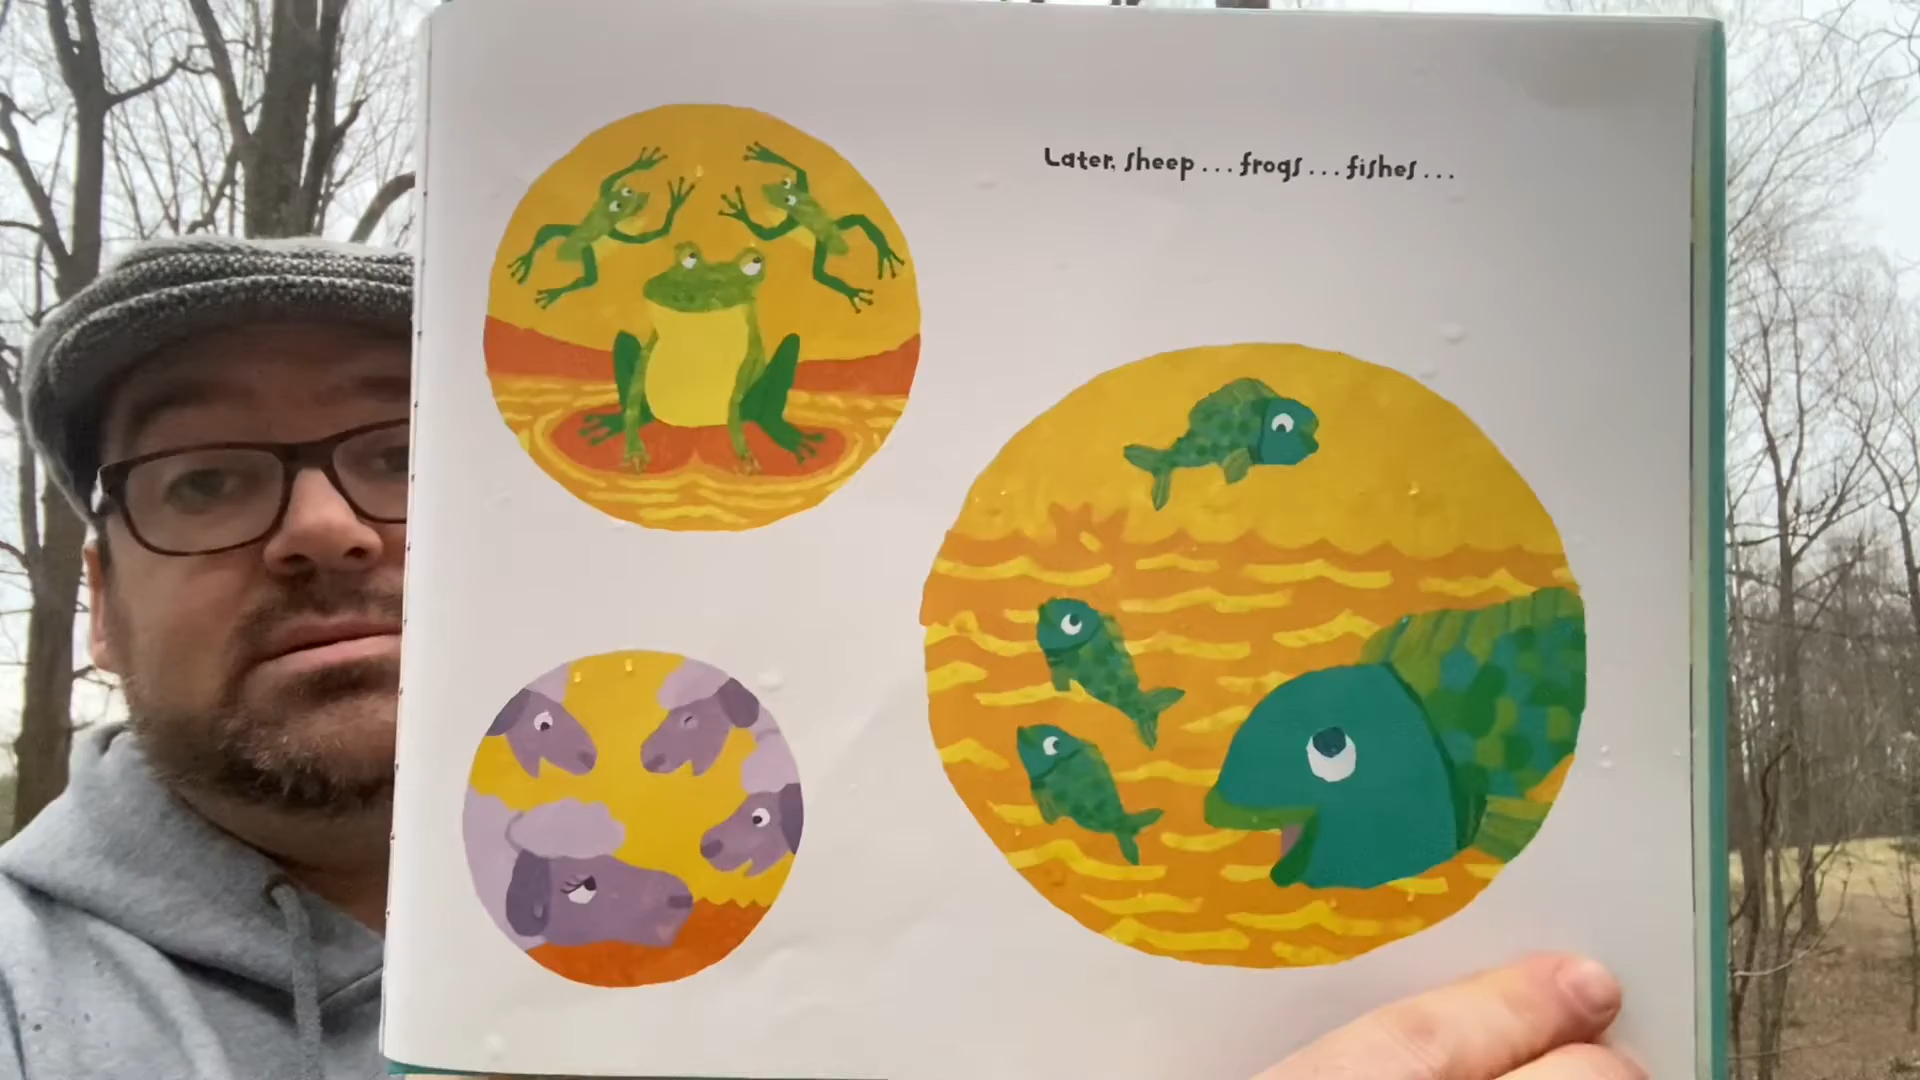 Later, sheep . . . frogs . . . fishes . . .